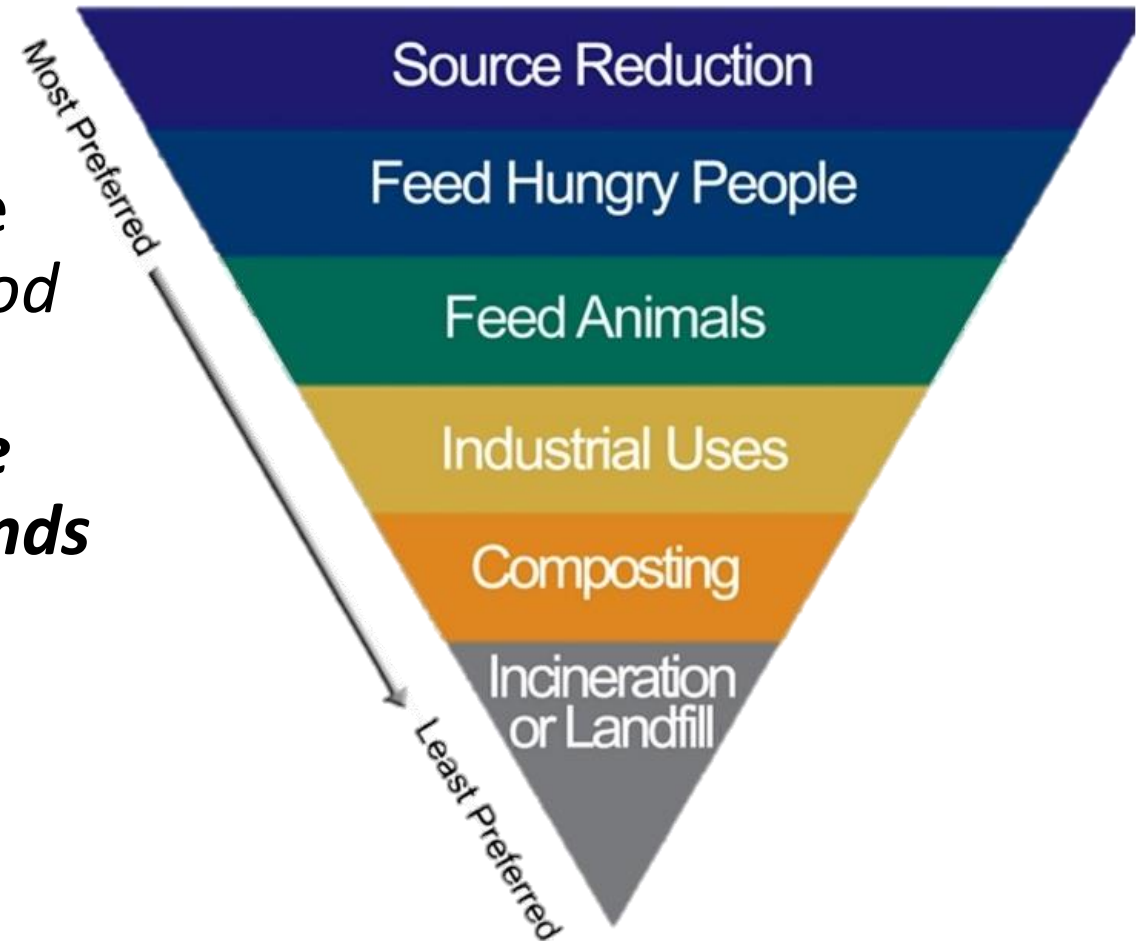 Most Preferred
Least Preferred
Source Reduction
Feed Hungry People
Feed Animals
Industrial Uses
Composting
Incineration
or Landfill